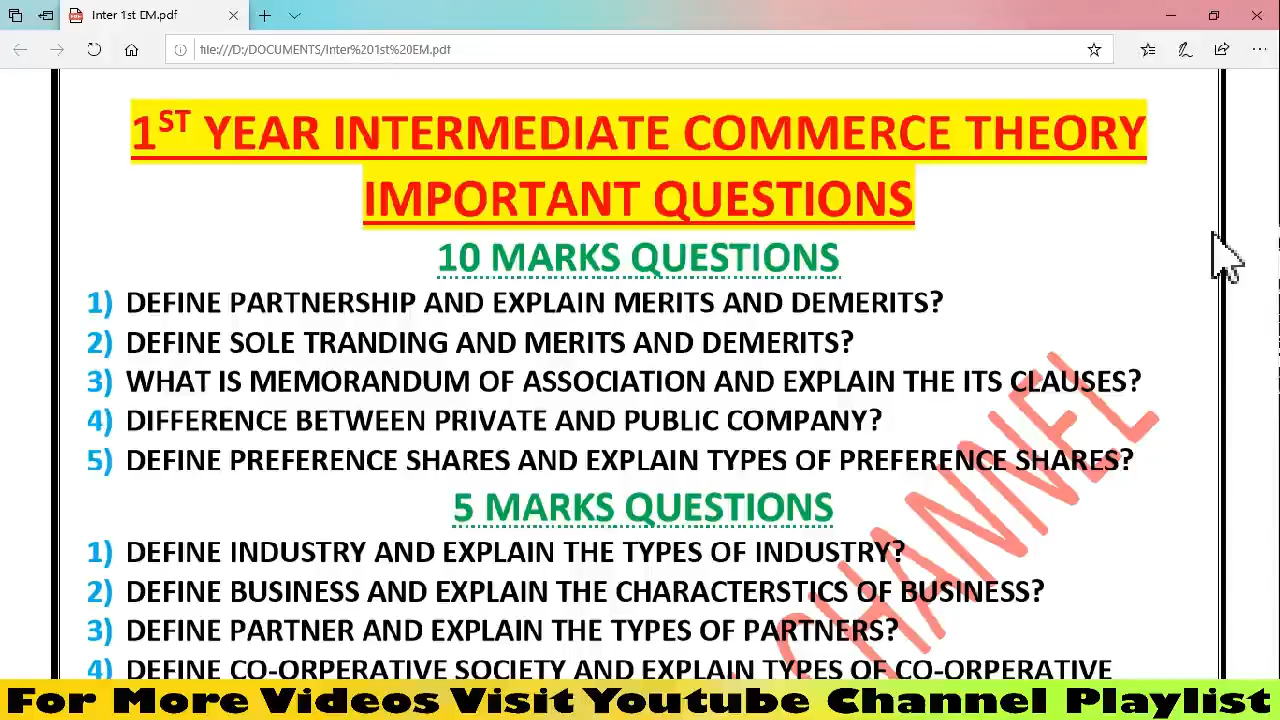 Inter 1st EM.pdf
file:///D:/DOCUMENTS/Inter%201st%20EM.pdf
1ST YEAR INTERMEDIATE COMMERCE THEORY
IMPORTANT QUESTIONS
10 MARKS QUESTIONS
1) DEFINE PARTNERSHIP AND EXPLAIN MERITS AND DEMERITS?
2) DEFINE SOLE TRANDING AND MERITS AND DEMERITS?
3) WHAT IS MEMORANDUM OF ASSOCIATION AND EXPLAIN THE ITS CLAUSES?
4) DIFFERENCE BETWEEN PRIVATE AND PUBLIC COMPANY?
5) DEFINE PREFERENCE SHARES AND EXPLAIN TYPES OF PREFERENCE SHARES?
5 MARKS QUESTIONS
1) DEFINE INDUSTRY AND EXPLAIN THE TYPES OF INDUSTRY?
2) DEFINE BUSINESS AND EXPLAIN THE CHARACTERSTICS OF BUSINESS?
3) DEFINE PARTNER AND EXPLAIN THE TYPES OF PARTNERS?
4) DEFINE CO-ORPERATIVE SOCIETY AND EXPLAIN TYPES OF CO-ORPERATIVE
CHANNEL
For More Videos Visit Youtube Channel Playlist